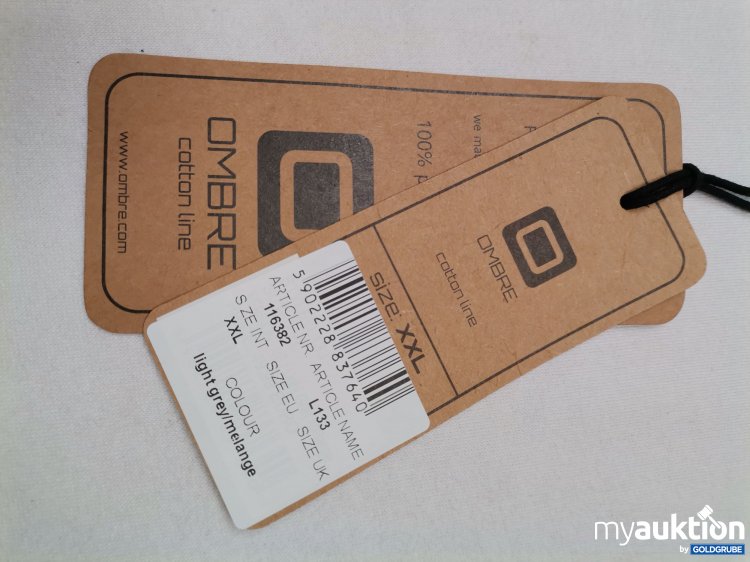 OMBRE
cotton line
www.ombre.com
100%
we
OMBRE
cotton line
size: XXL
5 902228 837640
ARTICLE NR. ARTICLE NAME
116382 L133
SIZE INT SIZE EU SIZE UK
XXL
COLOUR
light grey/melange
myauktion
by GOLDGRUBE